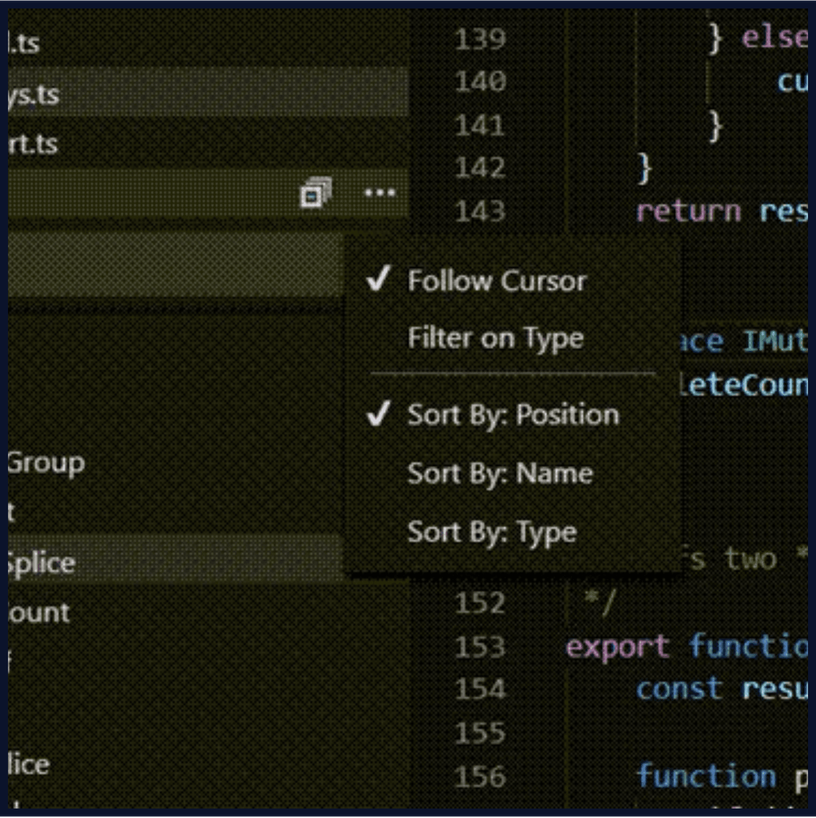 .ts
ys.ts
rt.ts
Group
t
Splice
ount
f
lice
Follow Cursor
Filter on Type
Sort By: Position
Sort By: Name
Sort By: Type
139 } else
140 cu
141 }
142 }
143 return res
ace IMut
leteCoun
fs two *
152 */
153 export functio
154 const resu
155
156 function p